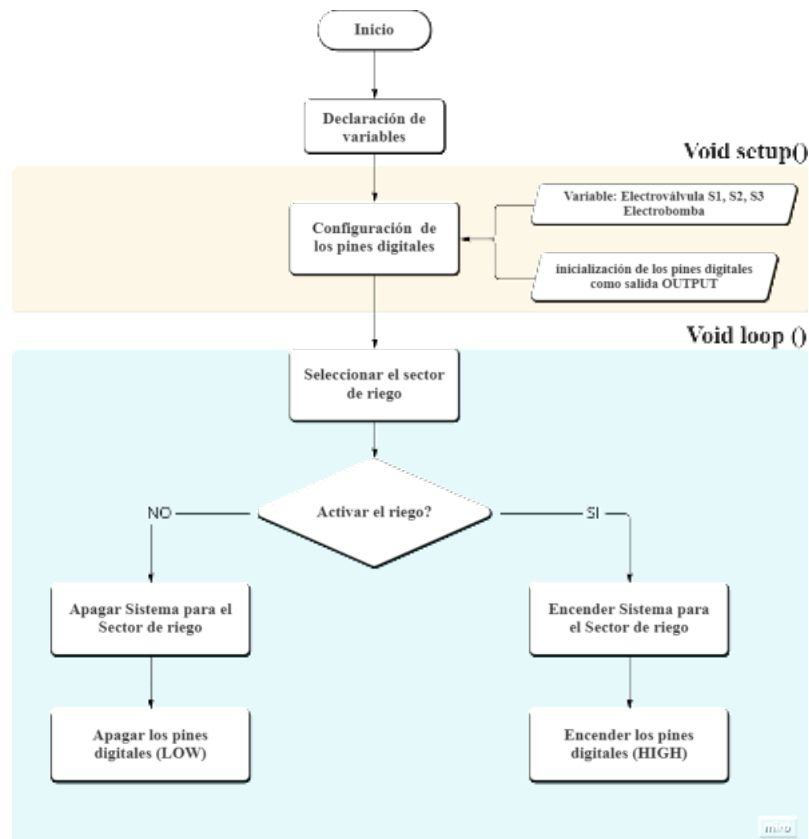 Inicio
Declaración de
variables
Void setup()
Configuración de
los pines digitales
Variable: Electroválvula S1, S2, S3
Electrobomba
inicialización de los pines digitales
como salida OUTPUT
Void loop ()
Seleccionar el sector
de riego
Activar el riego?
NO
SI
Apagar Sistema para el
Sector de riego
Encender Sistema para
el Sector de riego
Apagar los pines
digitales (LOW)
Encender los pines
digitales (HIGH)
miro